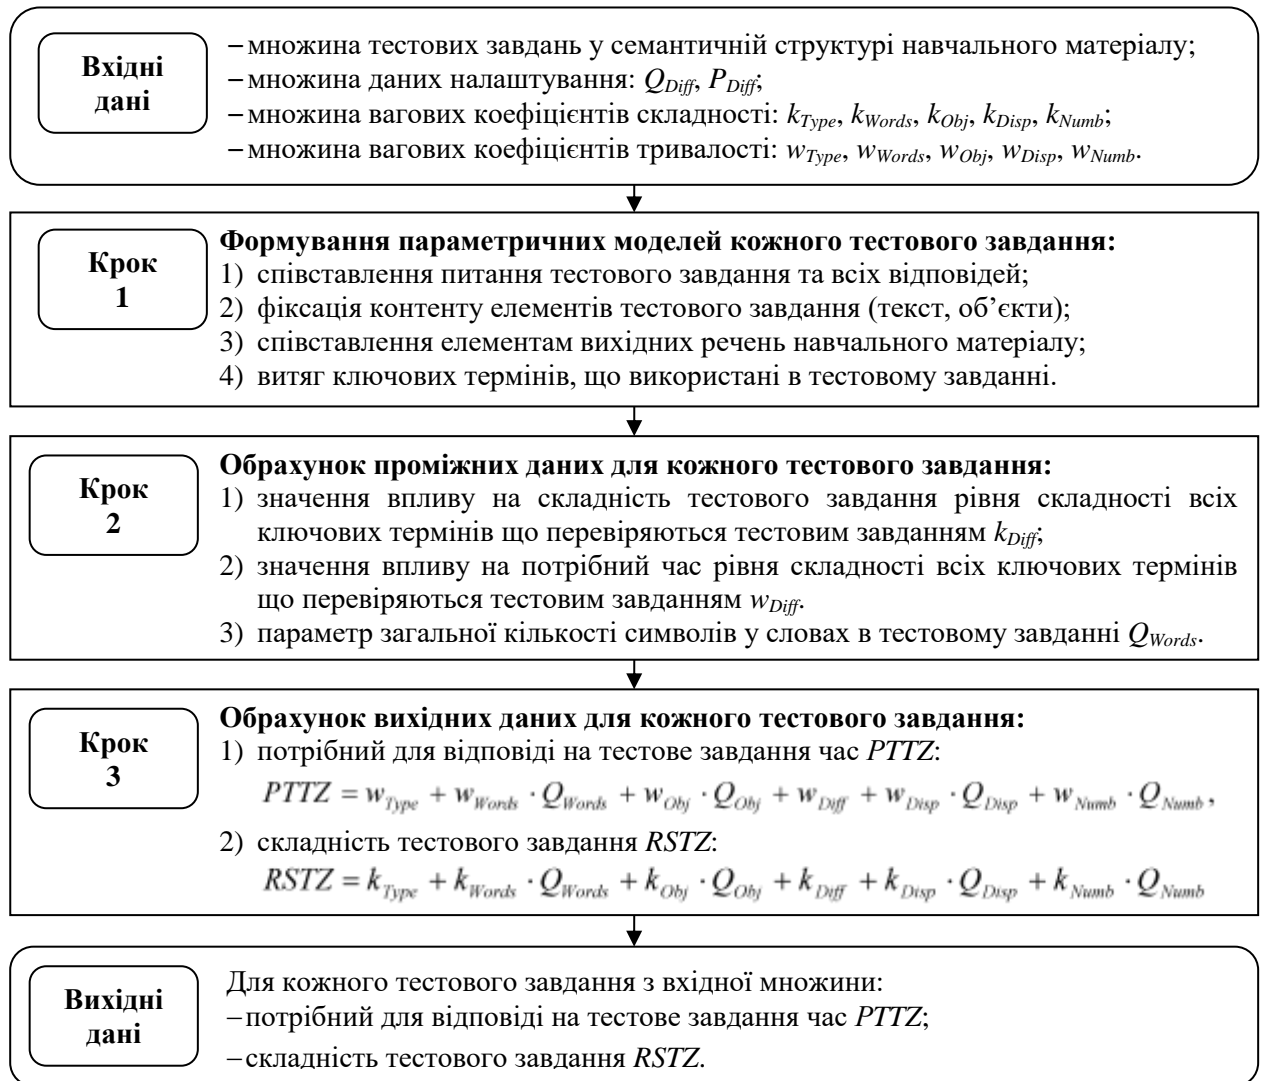 Вхідні
дані
– множина тестових завдань у семантичній структурі навчального матеріалу;
– множина даних налаштування: Q_Diff, P_Diff;
– множина вагових коефіцієнтів складності: k_Type, k_Words, k_Obj, k_Disp, k_Numb;
– множина вагових коефіцієнтів тривалості: w_Type, w_Words, w_Obj, w_Disp, w_Numb.
Крок
1
Формування параметричних моделей кожного тестового завдання:
1) співставлення питання тестового завдання та всіх відповідей;
2) фіксація контенту елементів тестового завдання (текст, об’єкти);
3) співставлення елементам вихідних речень навчального матеріалу;
4) витяг ключових термінів, що використані в тестовому завданні.
Крок
2
Обрахунок проміжних даних для кожного тестового завдання:
1) значення впливу на складність тестового завдання рівня складності всіх
ключових термінів що перевіряються тестовим завданням k_Diff;
2) значення впливу на потрібний час рівня складності всіх ключових термінів
що перевіряються тестовим завданням w_Diff.
3) параметр загальної кількості символів у словах в тестовому завданні Q_Words.
Крок
3
Обрахунок вихідних даних для кожного тестового завдання:
1) потрібний для відповіді на тестове завдання час PTTZ:
PTTZ = w_Type + w_Words · Q_Words + w_Obj · Q_Obj + w_Diff + w_Disp · Q_Disp + w_Numb · Q_Numb,
2) складність тестового завдання RSTZ:
RSTZ = k_Type + k_Words · Q_Words + k_Obj · Q_Obj + k_Diff + k_Disp · Q_Disp + k_Numb · Q_Numb
Вихідні
дані
Для кожного тестового завдання з вхідної множини:
– потрібний для відповіді на тестове завдання час PTTZ;
– складність тестового завдання RSTZ.